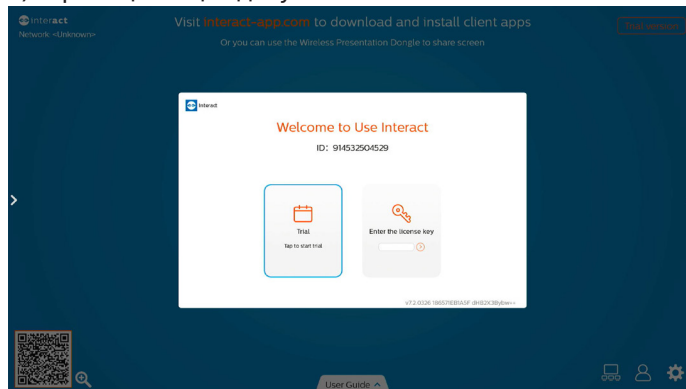 Interact
Network: <Unknown>
Visit interact-app.com to download and install client apps
Or you can use the Wireless Presentation Dongle to share screen
Trial version
Interact
Welcome to Use Interact
ID: 914532504529
Trial
Tap to start trial
Enter the license key
User Guide